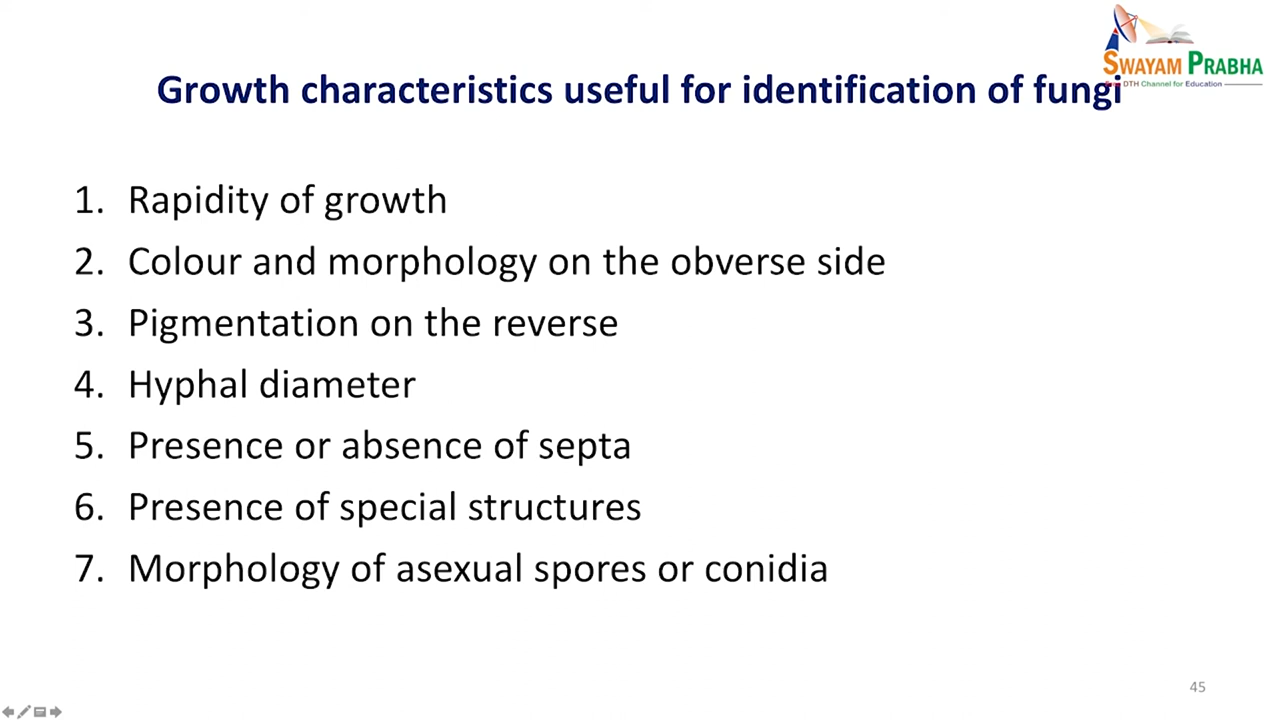 SWAYAM PRABHA
DTH Channel for Education
Growth characteristics useful for identification of fungi
1. Rapidity of growth
2. Colour and morphology on the obverse side
3. Pigmentation on the reverse
4. Hyphal diameter
5. Presence or absence of septa
6. Presence of special structures
7. Morphology of asexual spores or conidia
45